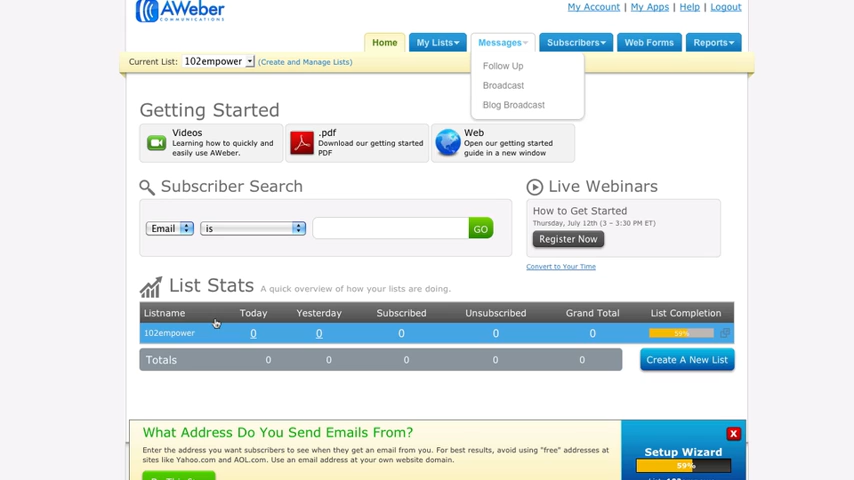 AWeber
COMMUNICATIONS
My Account | My Apps | Help | Logout
Home
My Lists
Messages
Subscribers
Web Forms
Reports
Current List: 102empower (Create and Manage Lists)
Follow Up
Broadcast
Blog Broadcast
Getting Started
Videos
Learning how to quickly and
easily use AWeber.
.pdf
Download our getting started
PDF
Web
Open our getting started
guide in a new window
Subscriber Search
Email is GO
Live Webinars
How to Get Started
Thursday, July 12th (3 – 3:30 PM ET)
Register Now
Convert to Your Time
List Stats A quick overview of how your lists are doing.
Listname Today Yesterday Subscribed Unsubscribed Grand Total List Completion
102empower 0 0 0 0 0 59%
Totals 0 0 0 0 0
Create A New List
What Address Do You Send Emails From?
Enter the address you want subscribers to see when they get an email from you. For best results, avoid using "free" addresses at
sites like Yahoo.com and AOL.com. Use an email address at your own website domain.
X
Setup Wizard
59%